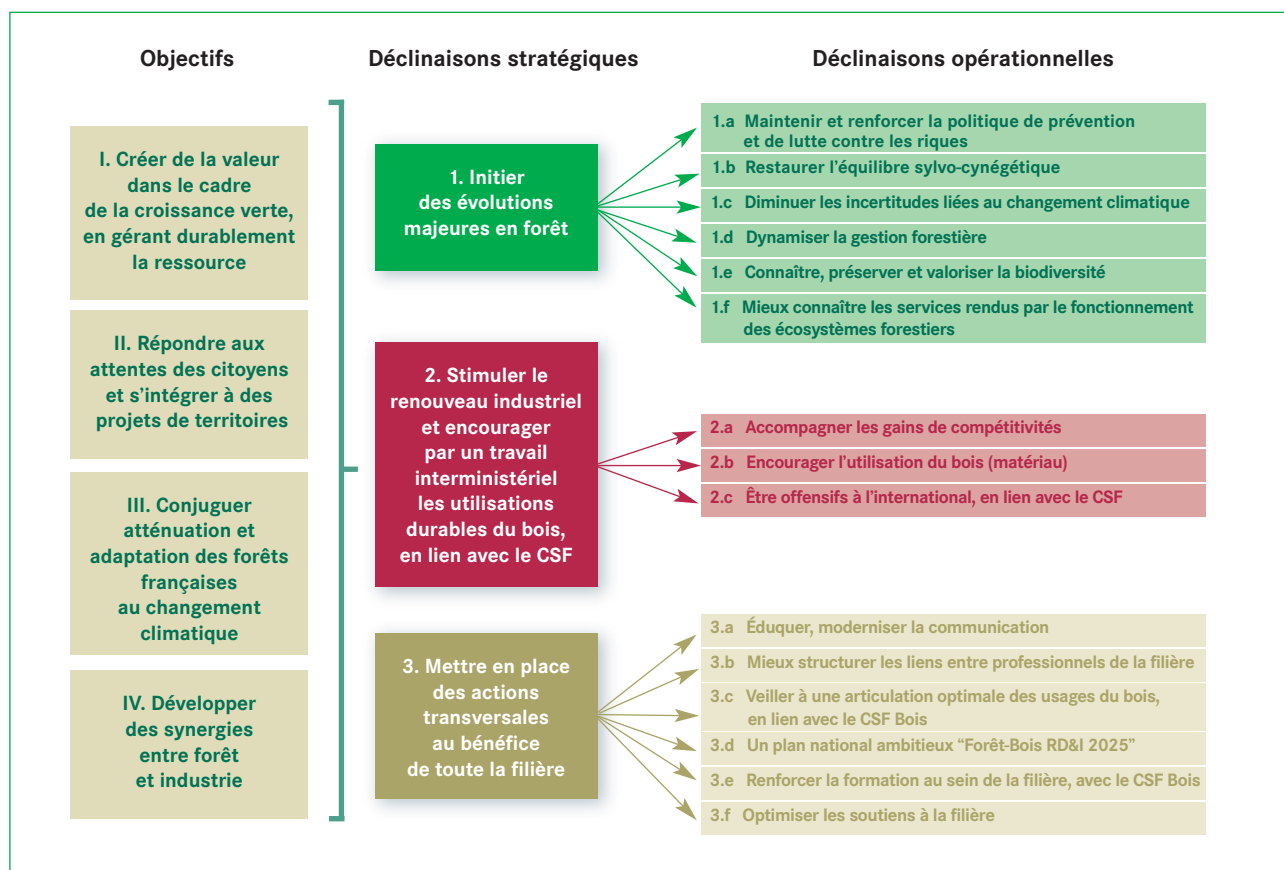 Objectifs
Déclinaisons stratégiques
Déclinaisons opérationnelles
I. Créer de la valeur
dans le cadre
de la croissance verte,
en gérant durablement
la ressource
II. Répondre aux
attentes des citoyens
et s'intégrer à des
projets de territoires
III. Conjuguer
atténuation et
adaptation des forêts
françaises
au changement
climatique
IV. Développer
des synergies
entre forêt
et industrie
1. Initier
des évolutions
majeures en forêt
1.a Maintenir et renforcer la politique de prévention
et de lutte contre les riques
1.b Restaurer l'équilibre sylvo-cynégétique
1.c Diminuer les incertitudes liées au changement climatique
1.d Dynamiser la gestion forestière
1.e Connaître, préserver et valoriser la biodiversité
1.f Mieux connaître les services rendus par le fonctionnement
des écosystèmes forestiers
2. Stimuler le
renouveau industriel
et encourager
par un travail
interministériel
les utilisations
durables du bois,
en lien avec le CSF
2.a Accompagner les gains de compétitivités
2.b Encourager l'utilisation du bois (matériau)
2.c Être offensifs à l'international, en lien avec le CSF
3. Mettre en place
des actions
transversales
au bénéfice
de toute la filière
3.a Éduquer, moderniser la communication
3.b Mieux structurer les liens entre professionnels de la filière
3.c Veiller à une articulation optimale des usages du bois,
en lien avec le CSF Bois
3.d Un plan national ambitieux "Forêt-Bois RD&I 2025"
3.e Renforcer la formation au sein de la filière, avec le CSF Bois
3.f Optimiser les soutiens à la filière